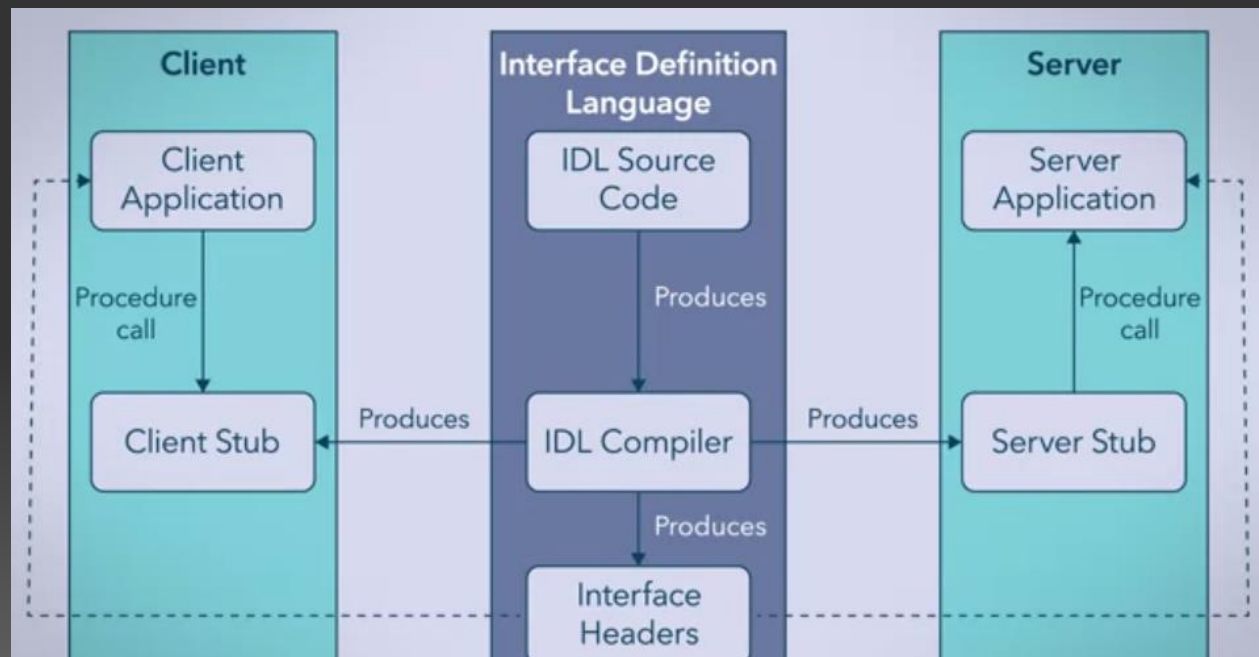 Client
Interface Definition
Language
Server
Client
Application
IDL Source
Code
Server
Application
Procedure
call
Produces
Procedure
call
Client Stub
Produces
IDL Compiler
Produces
Server Stub
Produces
Interface
Headers